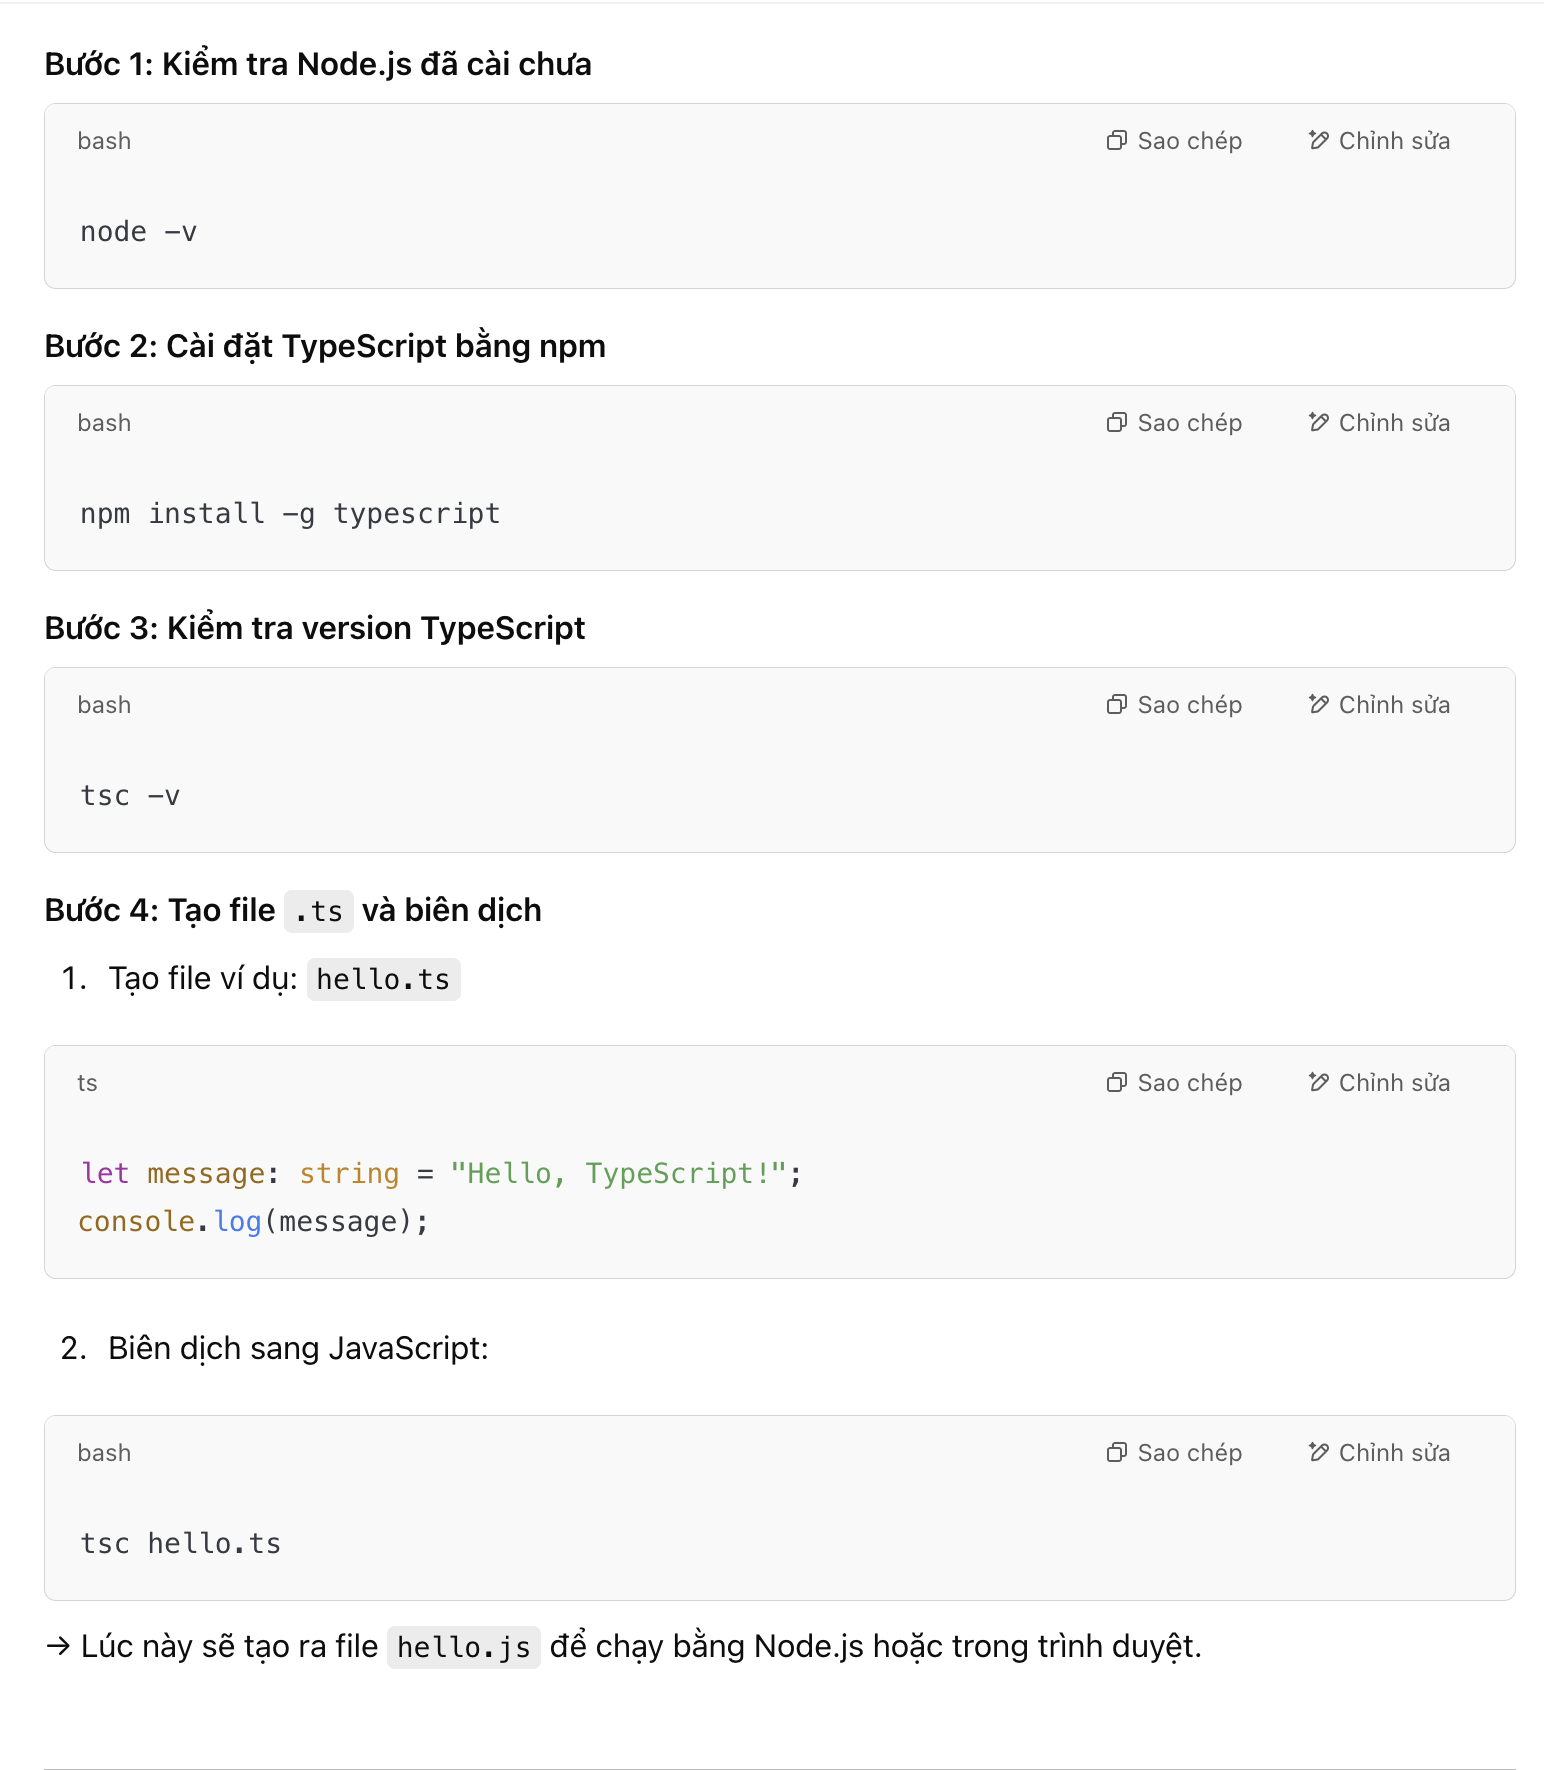 Bước 1: Kiểm tra Node.js đã cài chưa
bash
Sao chép
Chỉnh sửa
node -v
Bước 2: Cài đặt TypeScript bằng npm
bash
Sao chép
Chỉnh sửa
npm install -g typescript
Bước 3: Kiểm tra version TypeScript
bash
Sao chép
Chỉnh sửa
tsc -v
Bước 4: Tạo file .ts và biên dịch
1. Tạo file ví dụ: hello.ts
ts
Sao chép
Chỉnh sửa
let message: string = "Hello, TypeScript!";
console.log(message);
2. Biên dịch sang JavaScript:
bash
Sao chép
Chỉnh sửa
tsc hello.ts
→ Lúc này sẽ tạo ra file hello.js để chạy bằng Node.js hoặc trong trình duyệt.